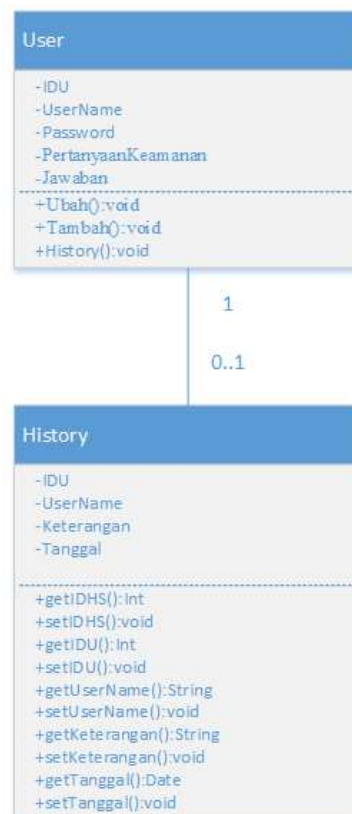 User
-IDU
-UserName
-Password
-PertanyaanKeamanan
-Jawaban
+Ubah():void
+Tambah():void
+History():void
1
0..1
History
-IDU
-UserName
-Keterangan
-Tanggal
+getIDHS():Int
+setIDHS():void
+getIDU():Int
+setIDU():void
+getUserName():String
+setUserName():void
+getKeterangan():String
+setKeterangan():void
+getTanggal():Date
+setTanggal():void